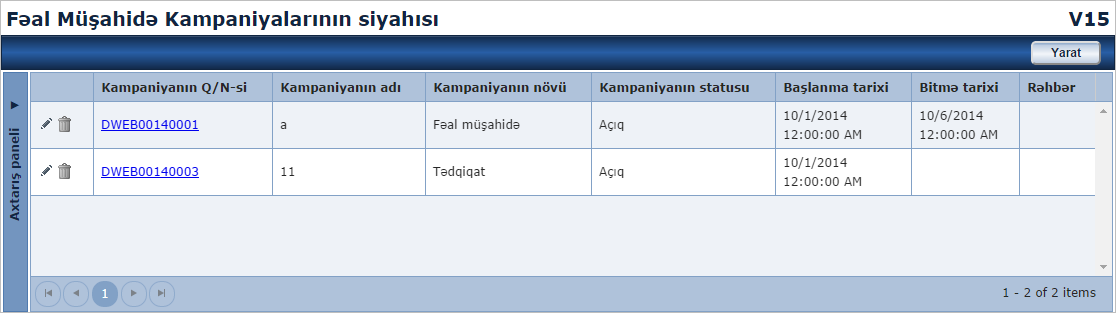 Fəal Müşahidə Kampaniyalarının siyahısı V15
Yarat
Axtarış paneli
Kampaniyanın Q/N-si Kampaniyanın adı Kampaniyanın növü Kampaniyanın statusu Başlanma tarixi Bitmə tarixi Rəhbər
DWEB00140001 a Fəal müşahidə Açıq 10/1/2014 12:00:00 AM 10/6/2014 12:00:00 AM
DWEB00140003 11 Tədqiqat Açıq 10/1/2014 12:00:00 AM
1 1 - 2 of 2 items